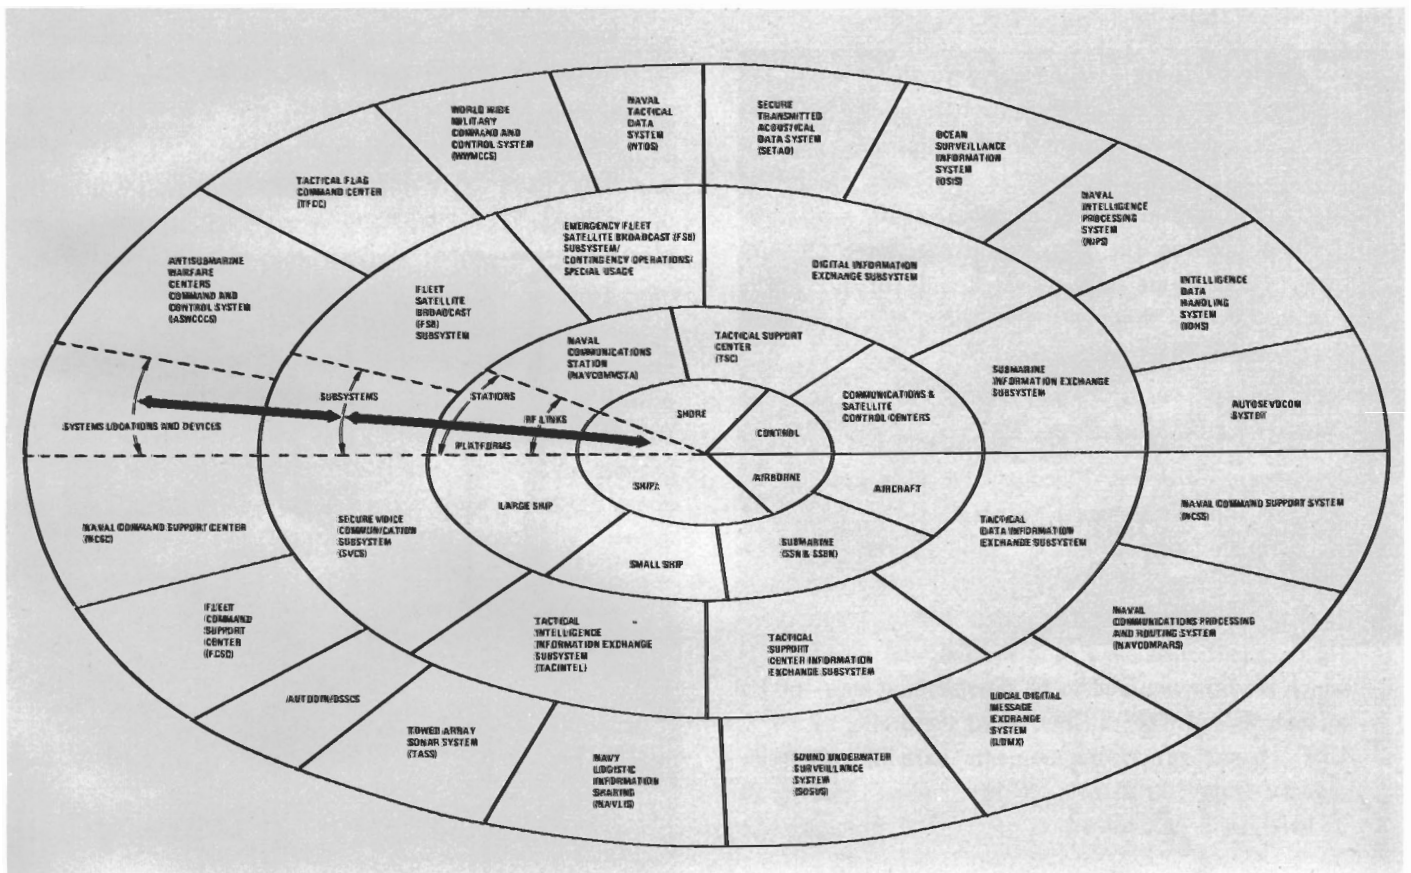 WORLD WIDE
MILITARY
COMMAND AND
CONTROL SYSTEM
(WWMCCS)
NAVAL
TACTICAL
DATA
SYSTEM
(NTDS)
SECURE
TRANSMITTED
ACOUSTICAL
DATA SYSTEM
(SETAD)
OCEAN
SURVEILLANCE
INFORMATION
SYSTEM
(OSIS)
NAVAL
INTELLIGENCE
PROCESSING
SYSTEM
(NIPS)
INTELLIGENCE
DATA
HANDLING
SYSTEM
(IDHS)
AUTOSEVOCOM
SYSTEM
NAVAL COMMAND SUPPORT SYSTEM
(NCSS)
NAVAL
COMMUNICATIONS PROCESSING
AND ROUTING SYSTEM
(NAVCOMPARS)
LOCAL DIGITAL
MESSAGE
EXCHANGE
SYSTEM
(LDMX)
SOUND UNDERWATER
SURVEILLANCE
SYSTEM
(SOSUS)
NAVY
LOGISTIC
INFORMATION
SHARING
(NAVLIS)
TOWED ARRAY
SONAR SYSTEM
(TASS)
AUTODIN/DSSCS
FLEET
COMMAND
SUPPORT
CENTER
(FCSC)
NAVAL COMMAND SUPPORT CENTER
(NCSC)
SYSTEMS LOCATIONS AND DEVICES
ANTISUBMARINE
WARFARE
CENTERS
COMMAND AND
CONTROL SYSTEM
(ASWCCCS)
TACTICAL FLAG
COMMAND CENTER
(TFCC)
EMERGENCY FLEET
SATELLITE BROADCAST (FSB)
SUBSYSTEM/
CONTINGENCY OPERATIONS/
SPECIAL USAGE
DIGITAL INFORMATION
EXCHANGE SUBSYSTEM
SUBMARINE
INFORMATION EXCHANGE
SUBSYSTEM
TACTICAL
DATA INFORMATION
EXCHANGE SUBSYSTEM
TACTICAL
SUPPORT
CENTER INFORMATION
EXCHANGE SUBSYSTEM
TACTICAL
INTELLIGENCE
INFORMATION EXCHANGE
SUBSYSTEM
(TACINTEL)
SECURE VOICE
COMMUNICATION
SUBSYSTEM
(SVCS)
SUBSYSTEMS
FLEET
SATELLITE
BROADCAST
(FSB)
SUBSYSTEM
NAVAL
COMMUNICATIONS
STATION
(NAVCOMMSTA)
TACTICAL SUPPORT
CENTER
(TSC)
COMMUNICATIONS &
SATELLITE
CONTROL CENTERS
AIRCRAFT
SUBMARINE
(SSN & SSBN)
SMALL SHIP
LARGE SHIP
STATIONS
PLATFORMS
RF LINKS
SHORE
CONTROL
AIRBORNE